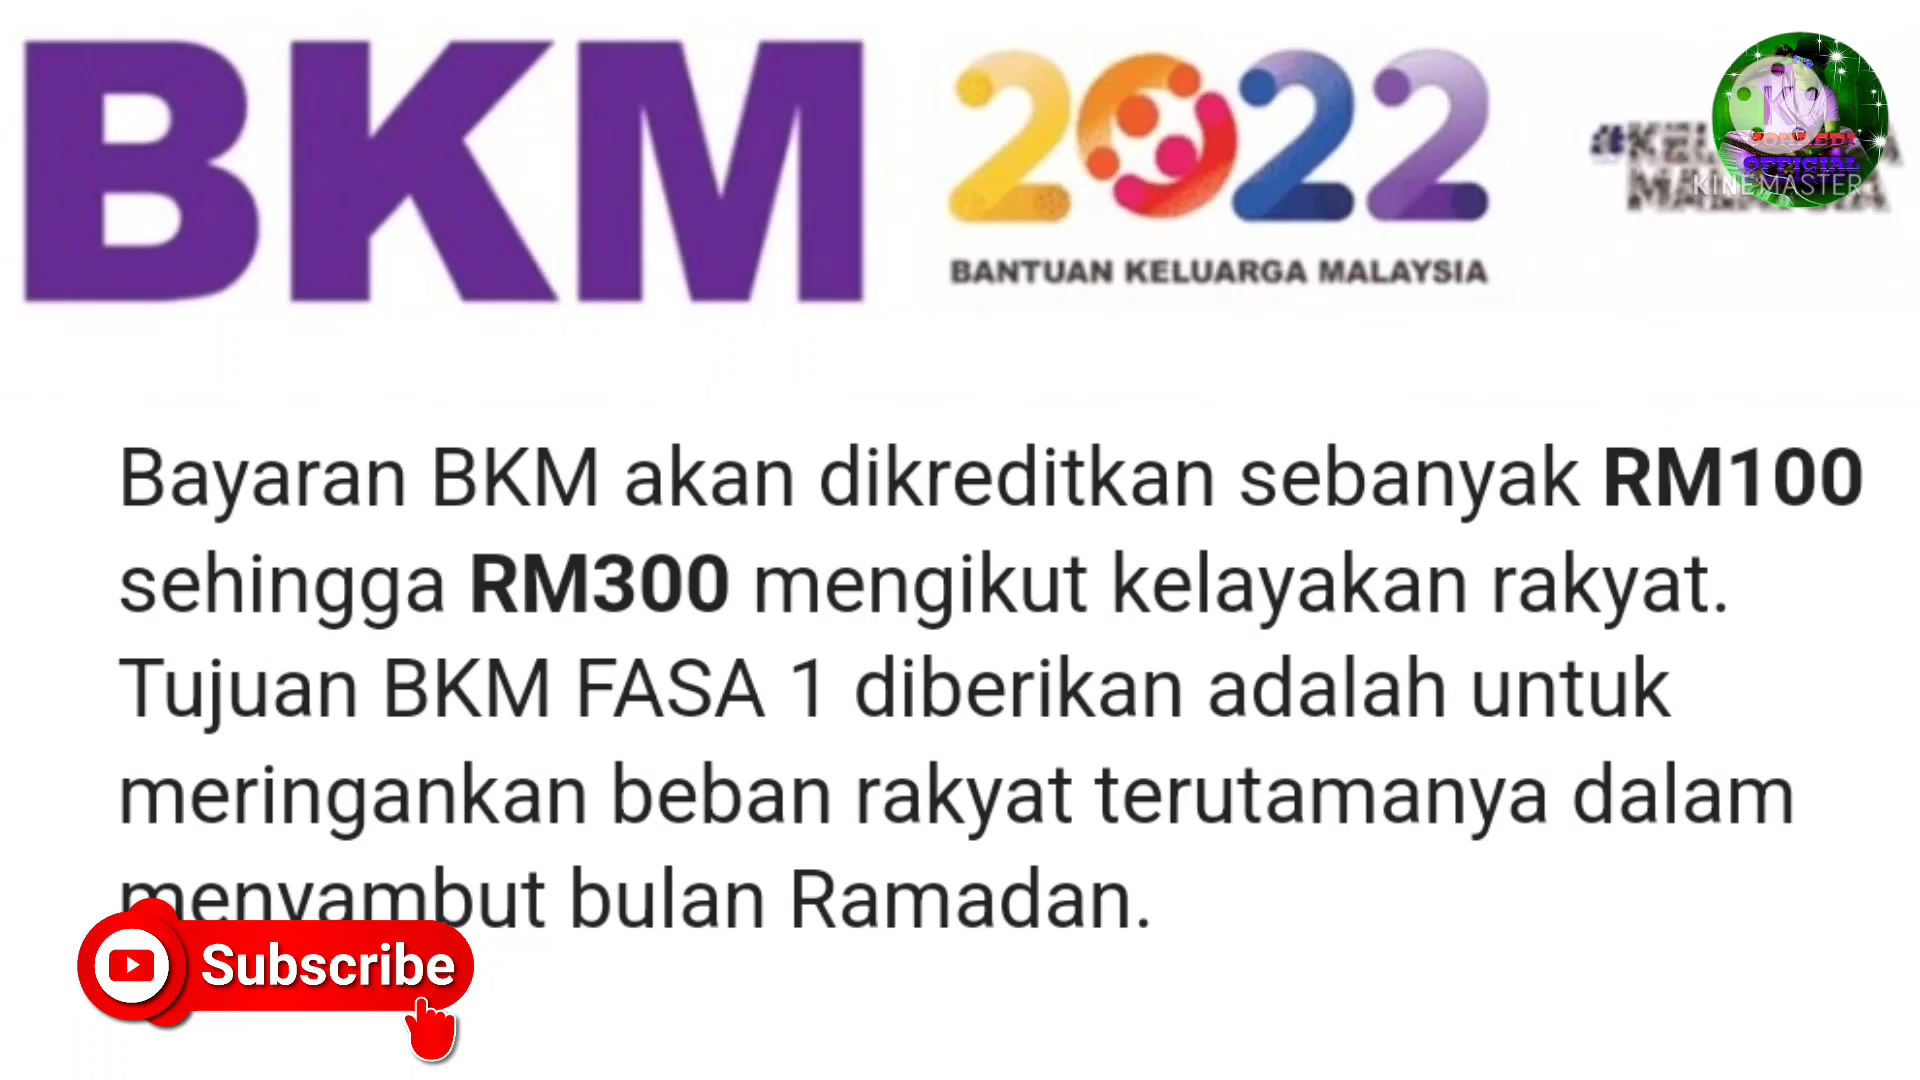 BKM
2022
BANTUAN KELUARGA MALAYSIA
OFFICIAL
KINEMASTER
Bayaran BKM akan dikreditkan sebanyak RM100
sehingga RM300 mengikut kelayakan rakyat.
Tujuan BKM FASA 1 diberikan adalah untuk
meringankan beban rakyat terutamanya dalam
menyambut bulan Ramadan.
Subscribe